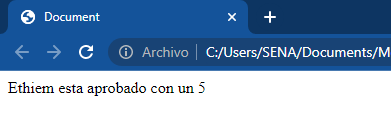 Document
Archivo | C:/Users/SENA/Documents/M
Ethiem esta aprobado con un 5